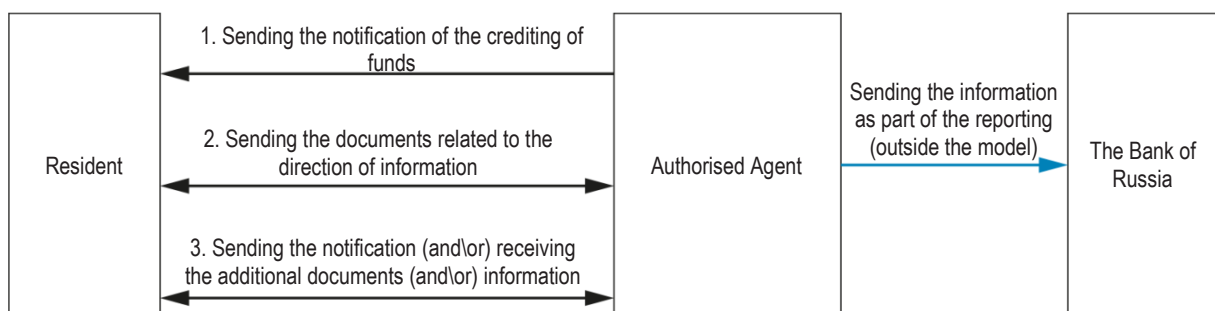 1. Sending the notification of the crediting of
funds
2. Sending the documents related to the
direction of information
3. Sending the notification (and\or) receiving
the additional documents (and\or) information
Resident
Authorised Agent
Sending the information
as part of the reporting
(outside the model)
The Bank of
Russia